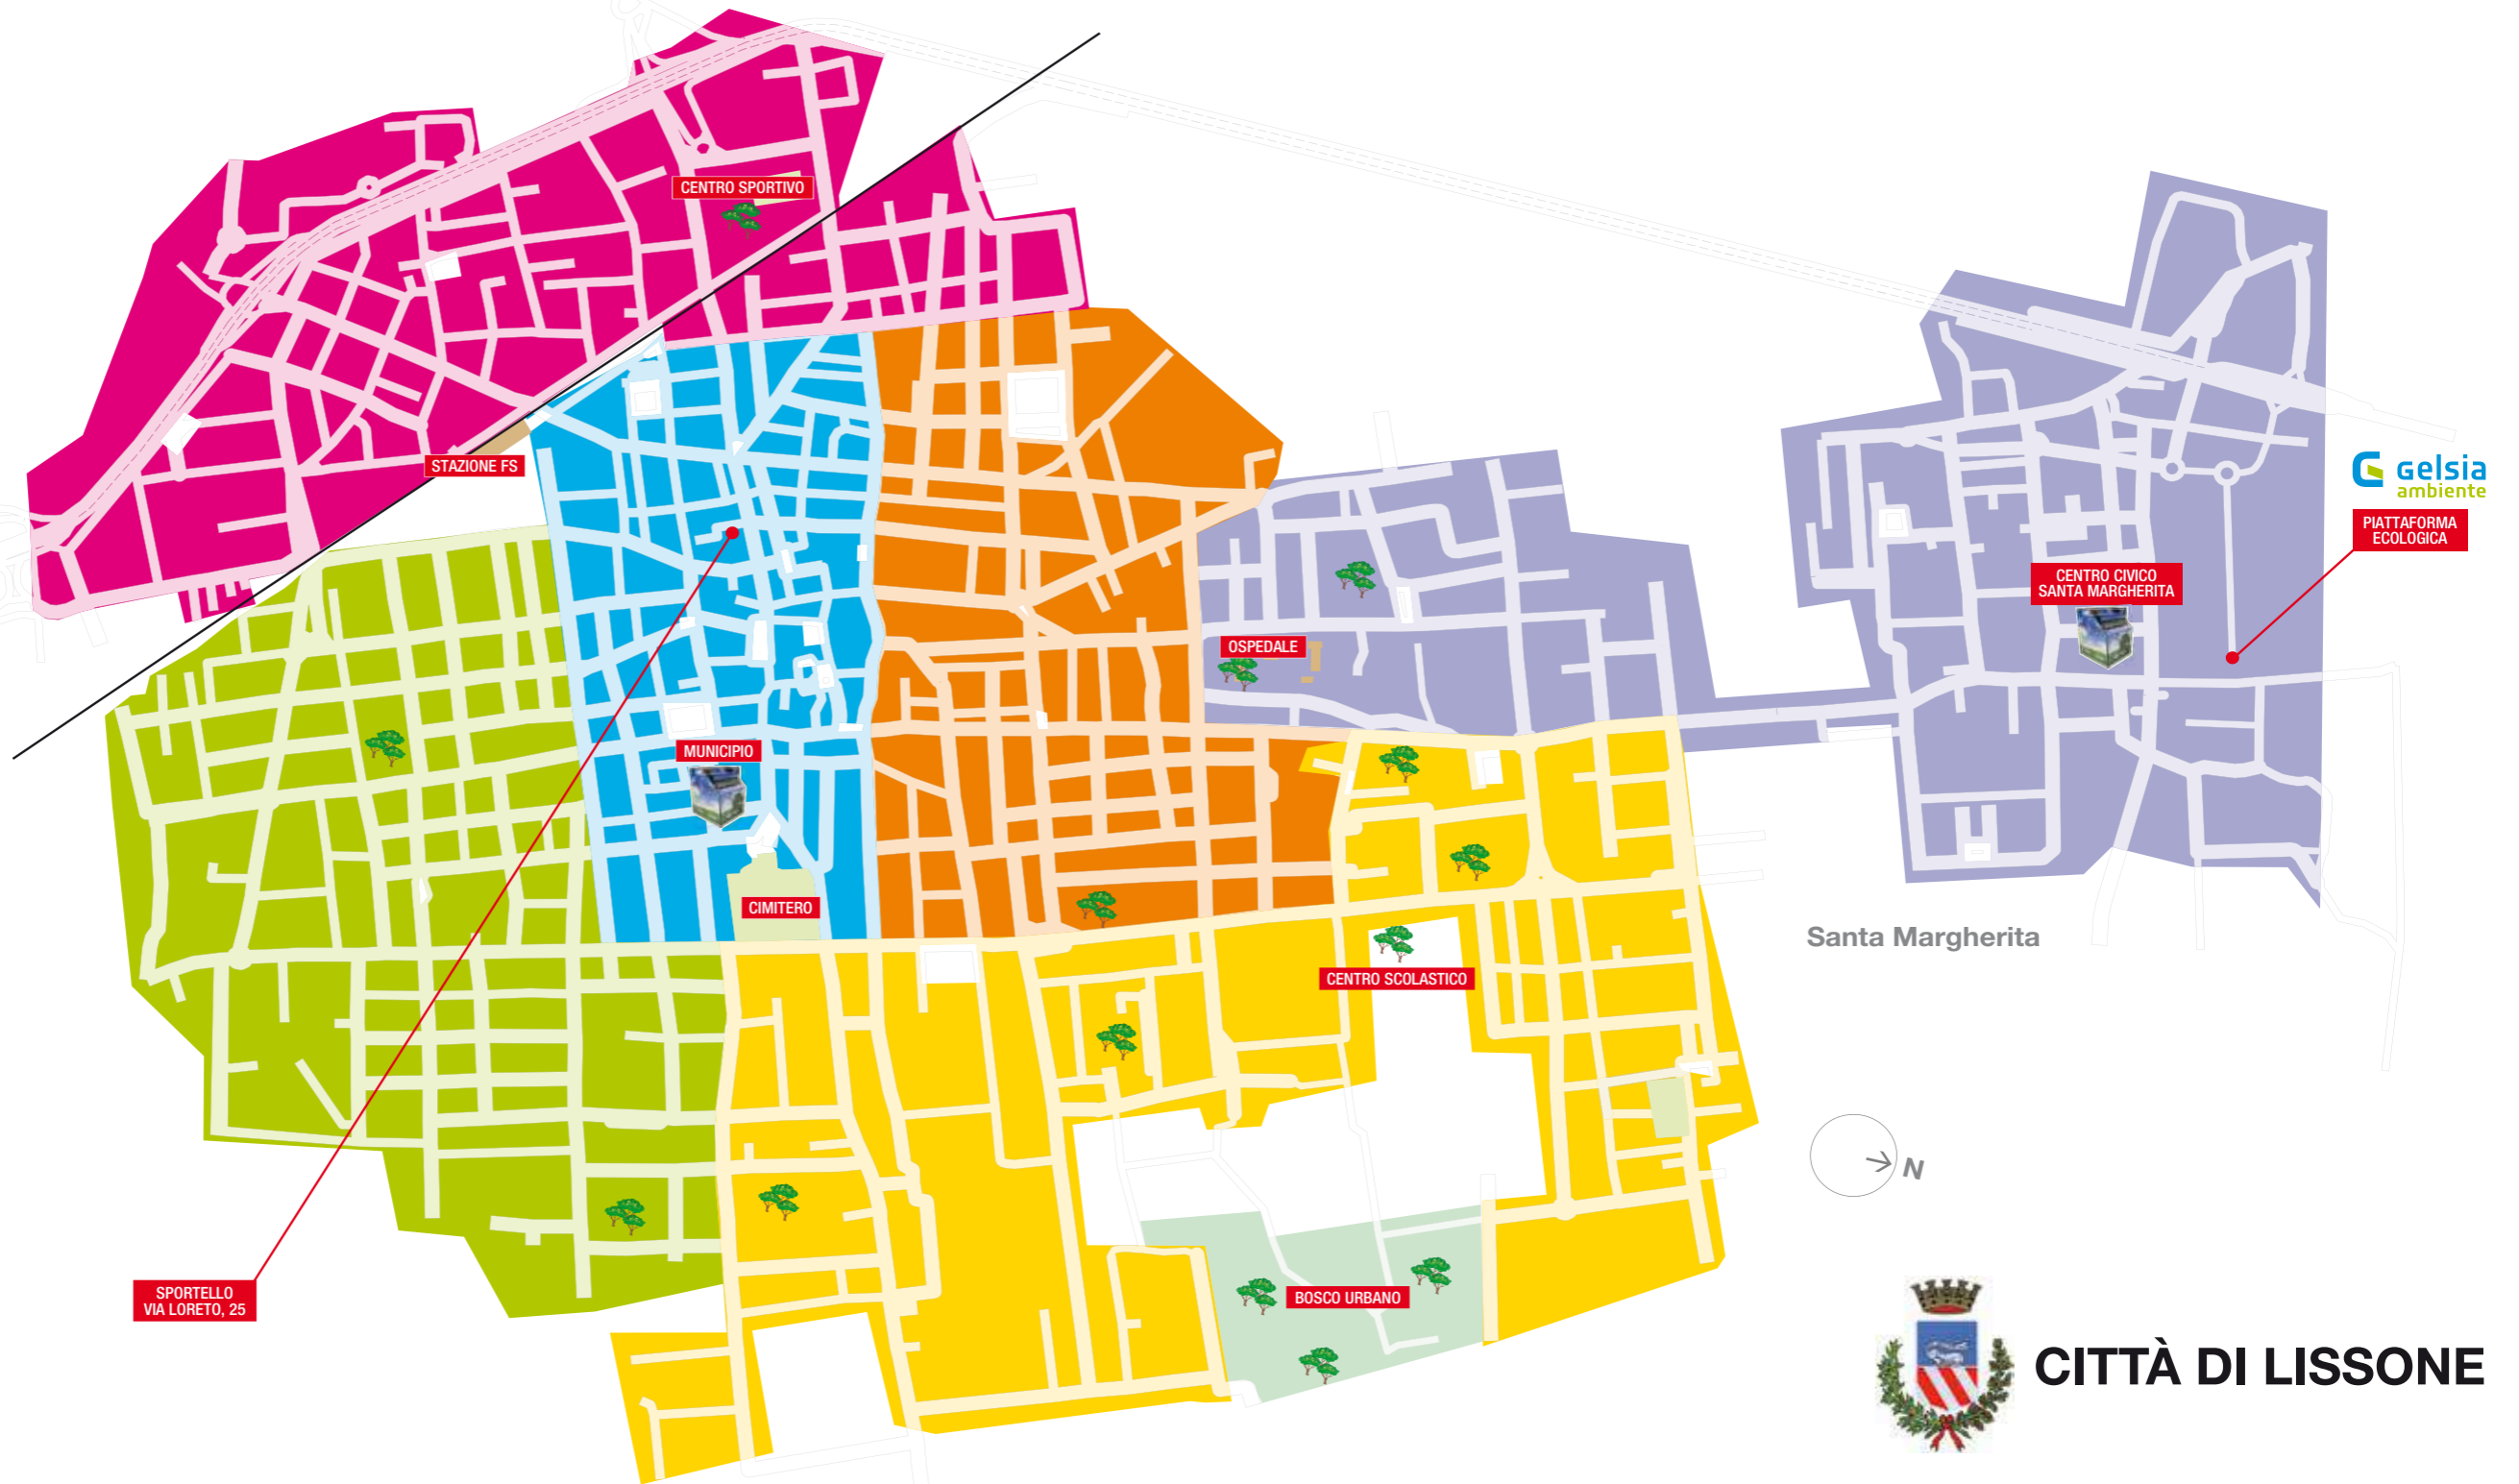 CENTRO SPORTIVO
STAZIONE FS
Gelsia
ambiente
PIATTAFORMA
ECOLOGICA
CENTRO CIVICO
SANTA MARGHERITA
OSPEDALE
MUNICIPIO
CIMITERO
Santa Margherita
CENTRO SCOLASTICO
N
SPORTELLO
VIA LORETO, 25
BOSCO URBANO
CITTÀ DI LISSONE